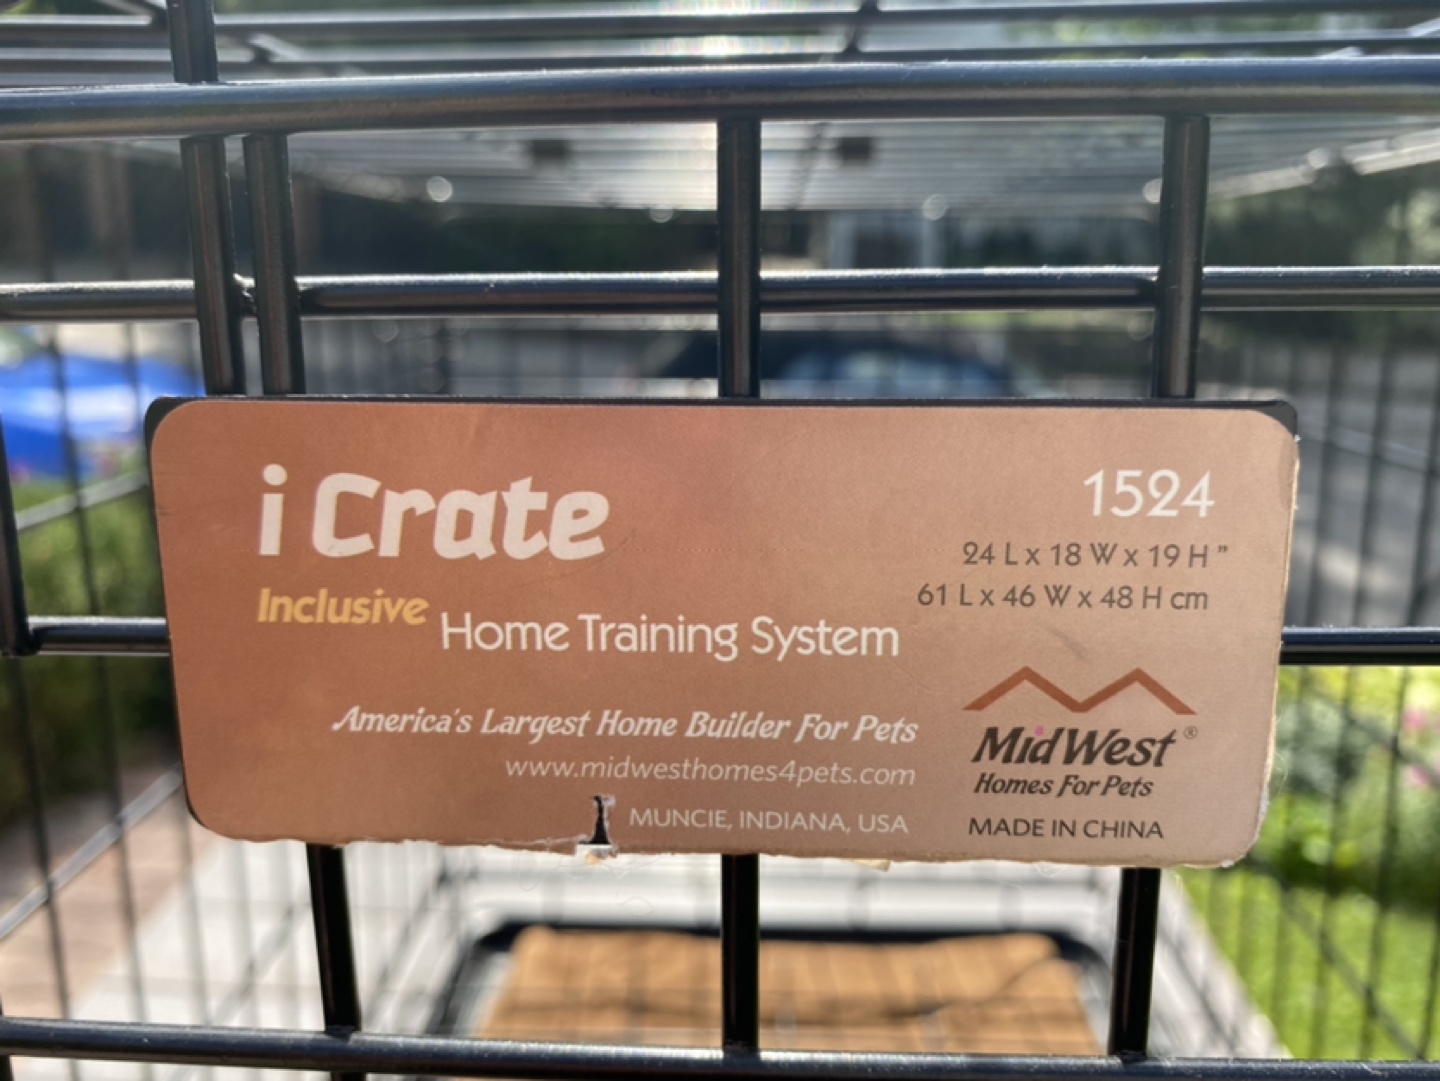 i Crate
Inclusive Home Training System
America's Largest Home Builder For Pets
www.midwesthomes4pets.com
MUNCIE, INDIANA, USA
1524
24 L x 18 W x 19 H "
61 L x 46 W x 48 H cm
MidWest®
Homes For Pets
MADE IN CHINA